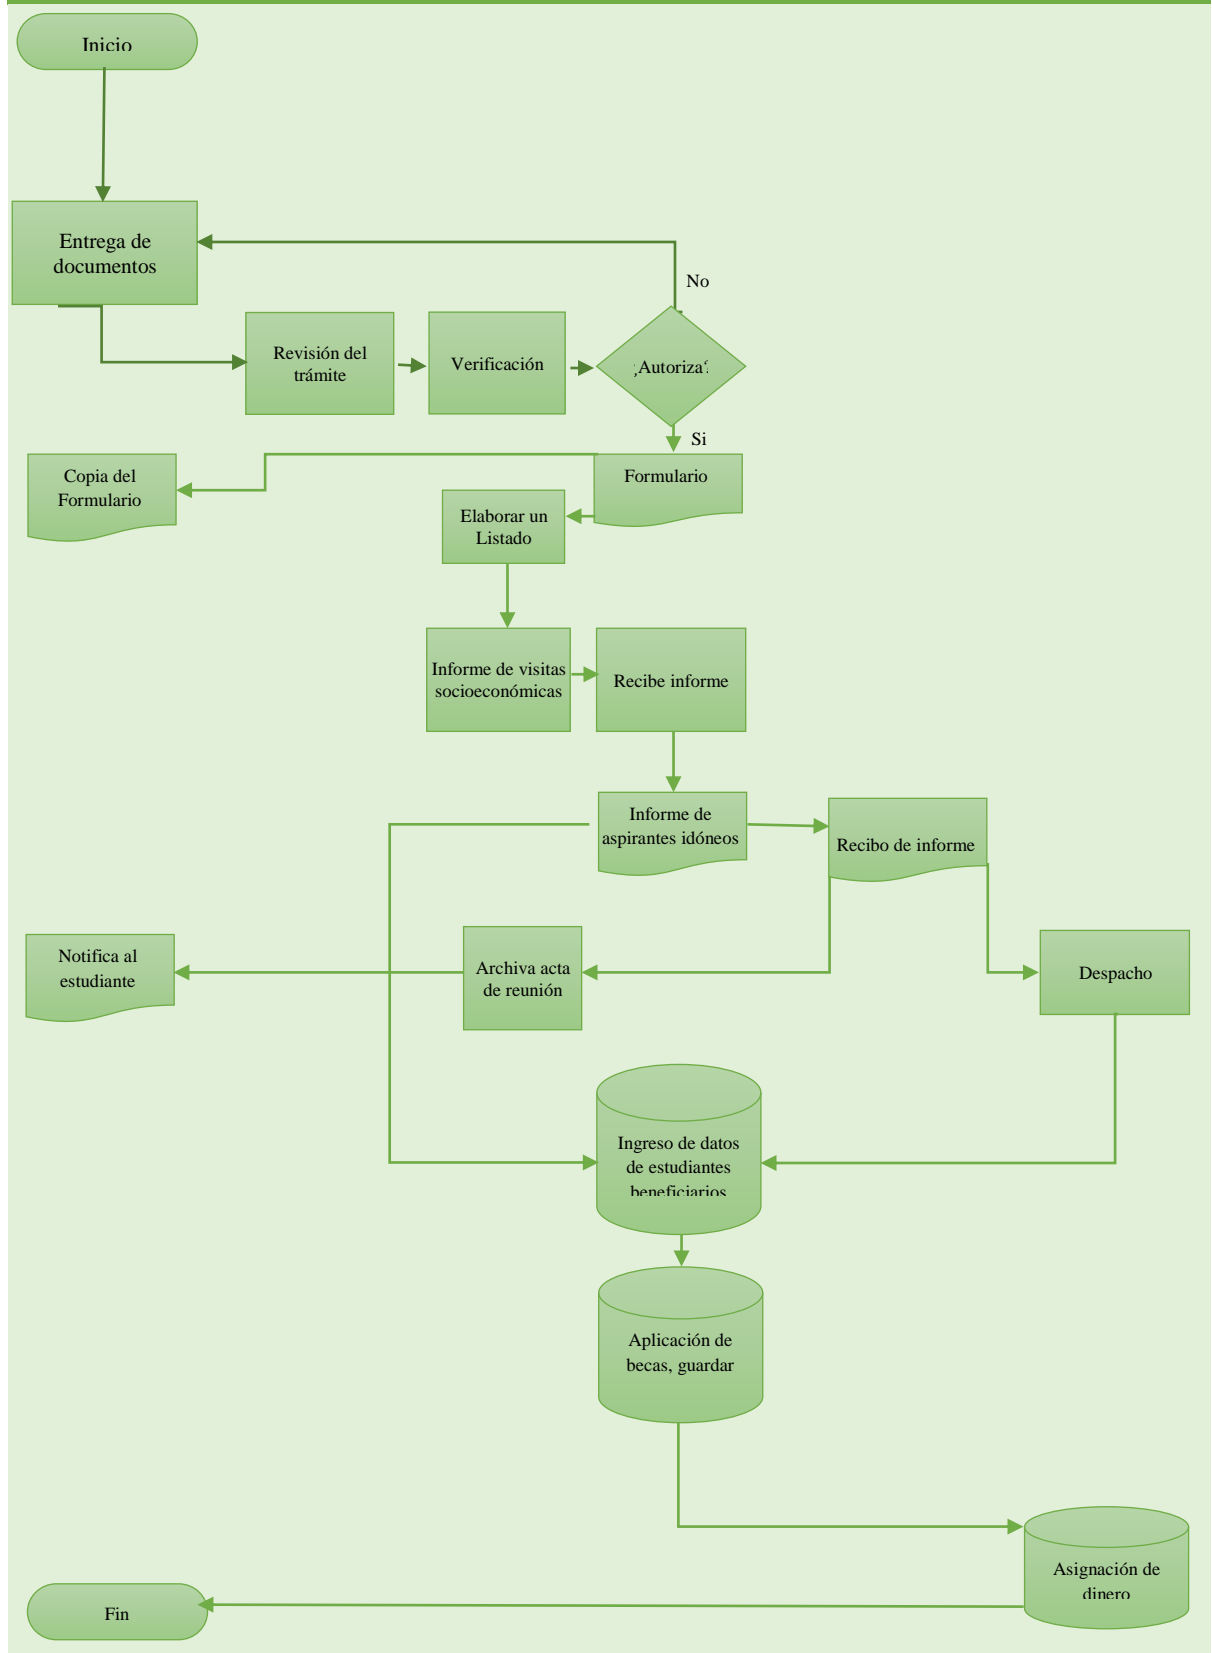 Inicio
Entrega de
documentos
No
Revisión del
trámite
Verificación
¿Autoriza?
Si
Copia del
Formulario
Formulario
Elaborar un
Listado
Informe de visitas
socioeconómicas
Recibe informe
Informe de
aspirantes idóneos
Recibo de informe
Notifica al
estudiante
Archiva acta
de reunión
Despacho
Ingreso de datos
de estudiantes
beneficiarios
Aplicación de
becas, guardar
Asignación de
dinero
Fin